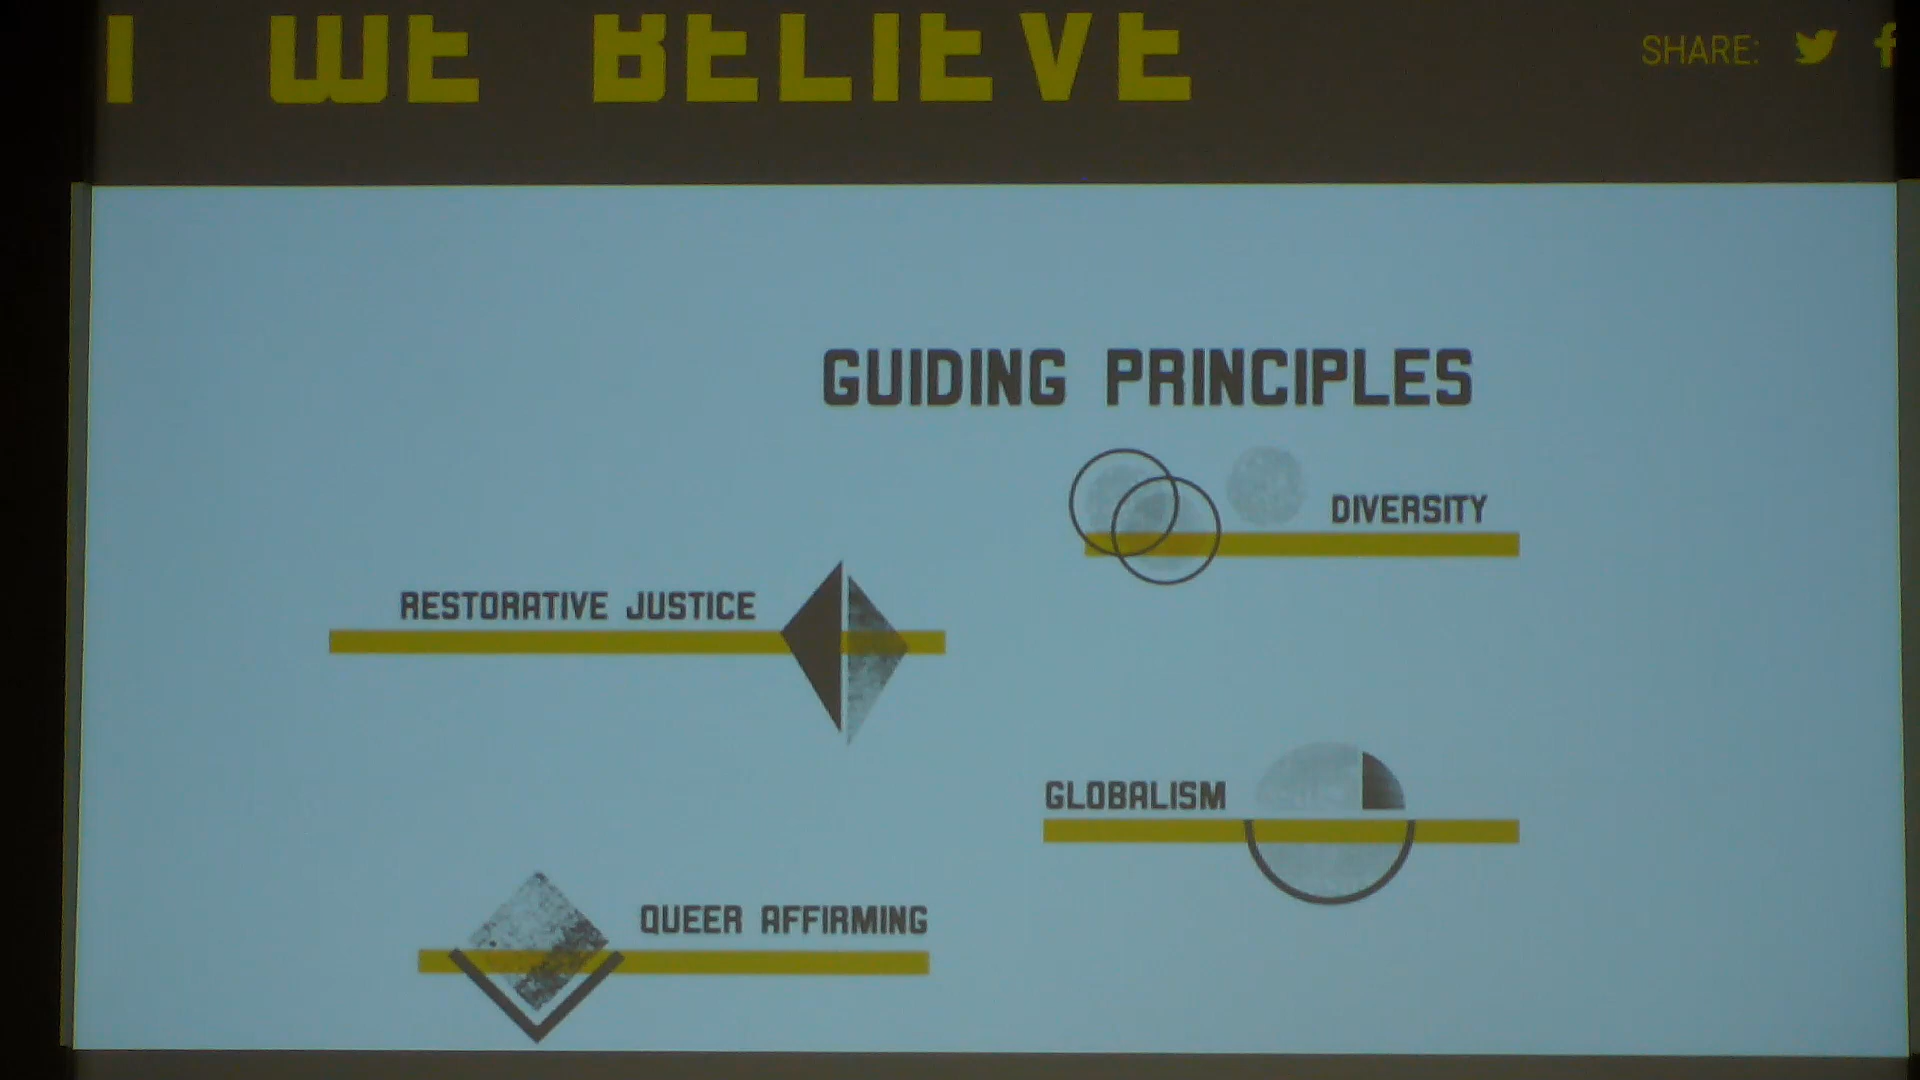 WE BELIEVE
SHARE:
GUIDING PRINCIPLES
DIVERSITY
RESTORATIVE JUSTICE
GLOBALISM
QUEER AFFIRMING